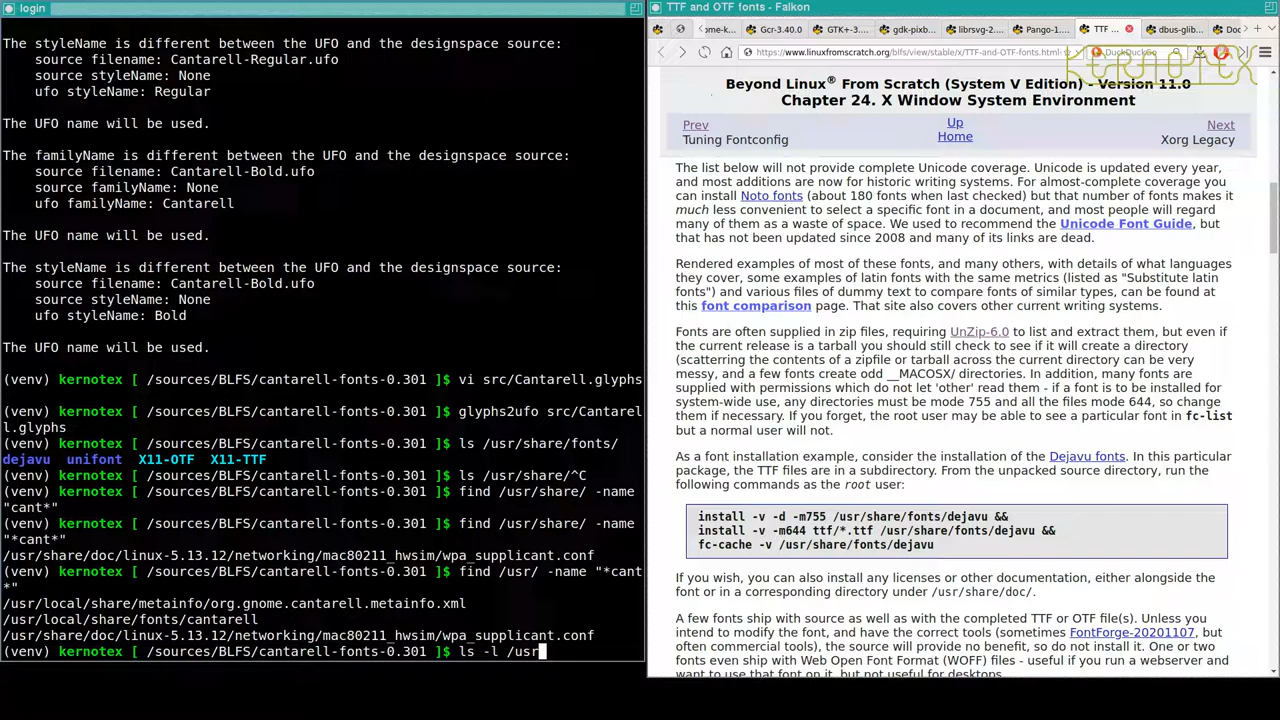 login
The styleName is different between the UFO and the designspace source:
source filename: Cantarell-Regular.ufo
source styleName: None
ufo styleName: Regular
The UFO name will be used.
The familyName is different between the UFO and the designspace source:
source filename: Cantarell-Bold.ufo
source familyName: None
ufo familyName: Cantarell
The UFO name will be used.
The styleName is different between the UFO and the designspace source:
source filename: Cantarell-Bold.ufo
source styleName: None
ufo styleName: Bold
The UFO name will be used.
(venv) kernotex [ /sources/BLFS/cantarell-fonts-0.301 ]$ vi src/Cantarell.glyphs
(venv) kernotex [ /sources/BLFS/cantarell-fonts-0.301 ]$ glyphs2ufo src/Cantarel
l.glyphs
(venv) kernotex [ /sources/BLFS/cantarell-fonts-0.301 ]$ ls /usr/share/fonts/
dejavu unifont X11-OTF X11-TTF
(venv) kernotex [ /sources/BLFS/cantarell-fonts-0.301 ]$ ls /usr/share/^C
(venv) kernotex [ /sources/BLFS/cantarell-fonts-0.301 ]$ find /usr/share/ -name
"cant*"
(venv) kernotex [ /sources/BLFS/cantarell-fonts-0.301 ]$ find /usr/share/ -name
"*cant*"
/usr/share/doc/linux-5.13.12/networking/mac80211_hwsim/wpa_supplicant.conf
(venv) kernotex [ /sources/BLFS/cantarell-fonts-0.301 ]$ find /usr/ -name "*cant
*"
/usr/local/share/metainfo/org.gnome.cantarell.metainfo.xml
/usr/local/share/fonts/cantarell
/usr/share/doc/linux-5.13.12/networking/mac80211_hwsim/wpa_supplicant.conf
(venv) kernotex [ /sources/BLFS/cantarell-fonts-0.301 ]$ ls -l /usr
TTF and OTF fonts - Falkon
ome-k Gcr-3.40.0 GTK+-3... gdk-pixb... librsvg-2... Pango-1... TTF ... dbus-glib... Doc
https://www.linuxfromscratch.org/blfs/view/stable/x/TTF-and-OTF-fonts.html DuckDuckGo
KERNOTEX
Beyond Linux® From Scratch (System V Edition) - Version 11.0
Chapter 24. X Window System Environment
Prev Up Next
Tuning Fontconfig Home Xorg Legacy
The list below will not provide complete Unicode coverage. Unicode is updated every year,
and most additions are now for historic writing systems. For almost-complete coverage you
can install Noto fonts (about 180 fonts when last checked) but that number of fonts makes it
much less convenient to select a specific font in a document, and most people will regard
many of them as a waste of space. We used to recommend the Unicode Font Guide, but
that has not been updated since 2008 and many of its links are dead.
Rendered examples of most of these fonts, and many others, with details of what languages
they cover, some examples of latin fonts with the same metrics (listed as "Substitute latin
fonts") and various files of dummy text to compare fonts of similar types, can be found at
this font comparison page. That site also covers other current writing systems.
Fonts are often supplied in zip files, requiring UnZip-6.0 to list and extract them, but even if
the current release is a tarball you should still check to see if it will create a directory
(scatterring the contents of a zipfile or tarball across the current directory can be very
messy, and a few fonts create odd __MACOSX/ directories. In addition, many fonts are
supplied with permissions which do not let 'other' read them - if a font is to be installed for
system-wide use, any directories must be mode 755 and all the files mode 644, so change
them if necessary. If you forget, the root user may be able to see a particular font in fc-list
but a normal user will not.
As a font installation example, consider the installation of the Dejavu fonts. In this particular
package, the TTF files are in a subdirectory. From the unpacked source directory, run the
following commands as the root user:
install -v -d -m755 /usr/share/fonts/dejavu &&
install -v -m644 ttf/*.ttf /usr/share/fonts/dejavu &&
fc-cache -v /usr/share/fonts/dejavu
If you wish, you can also install any licenses or other documentation, either alongside the
font or in a corresponding directory under /usr/share/doc/.
A few fonts ship with source as well as with the completed TTF or OTF file(s). Unless you
intend to modify the font, and have the correct tools (sometimes FontForge-20201107, but
often commercial tools), the source will provide no benefit, so do not install it. One or two
fonts even ship with Web Open Font Format (WOFF) files - useful if you run a webserver and
want to use that font on it, but not useful for desktops.